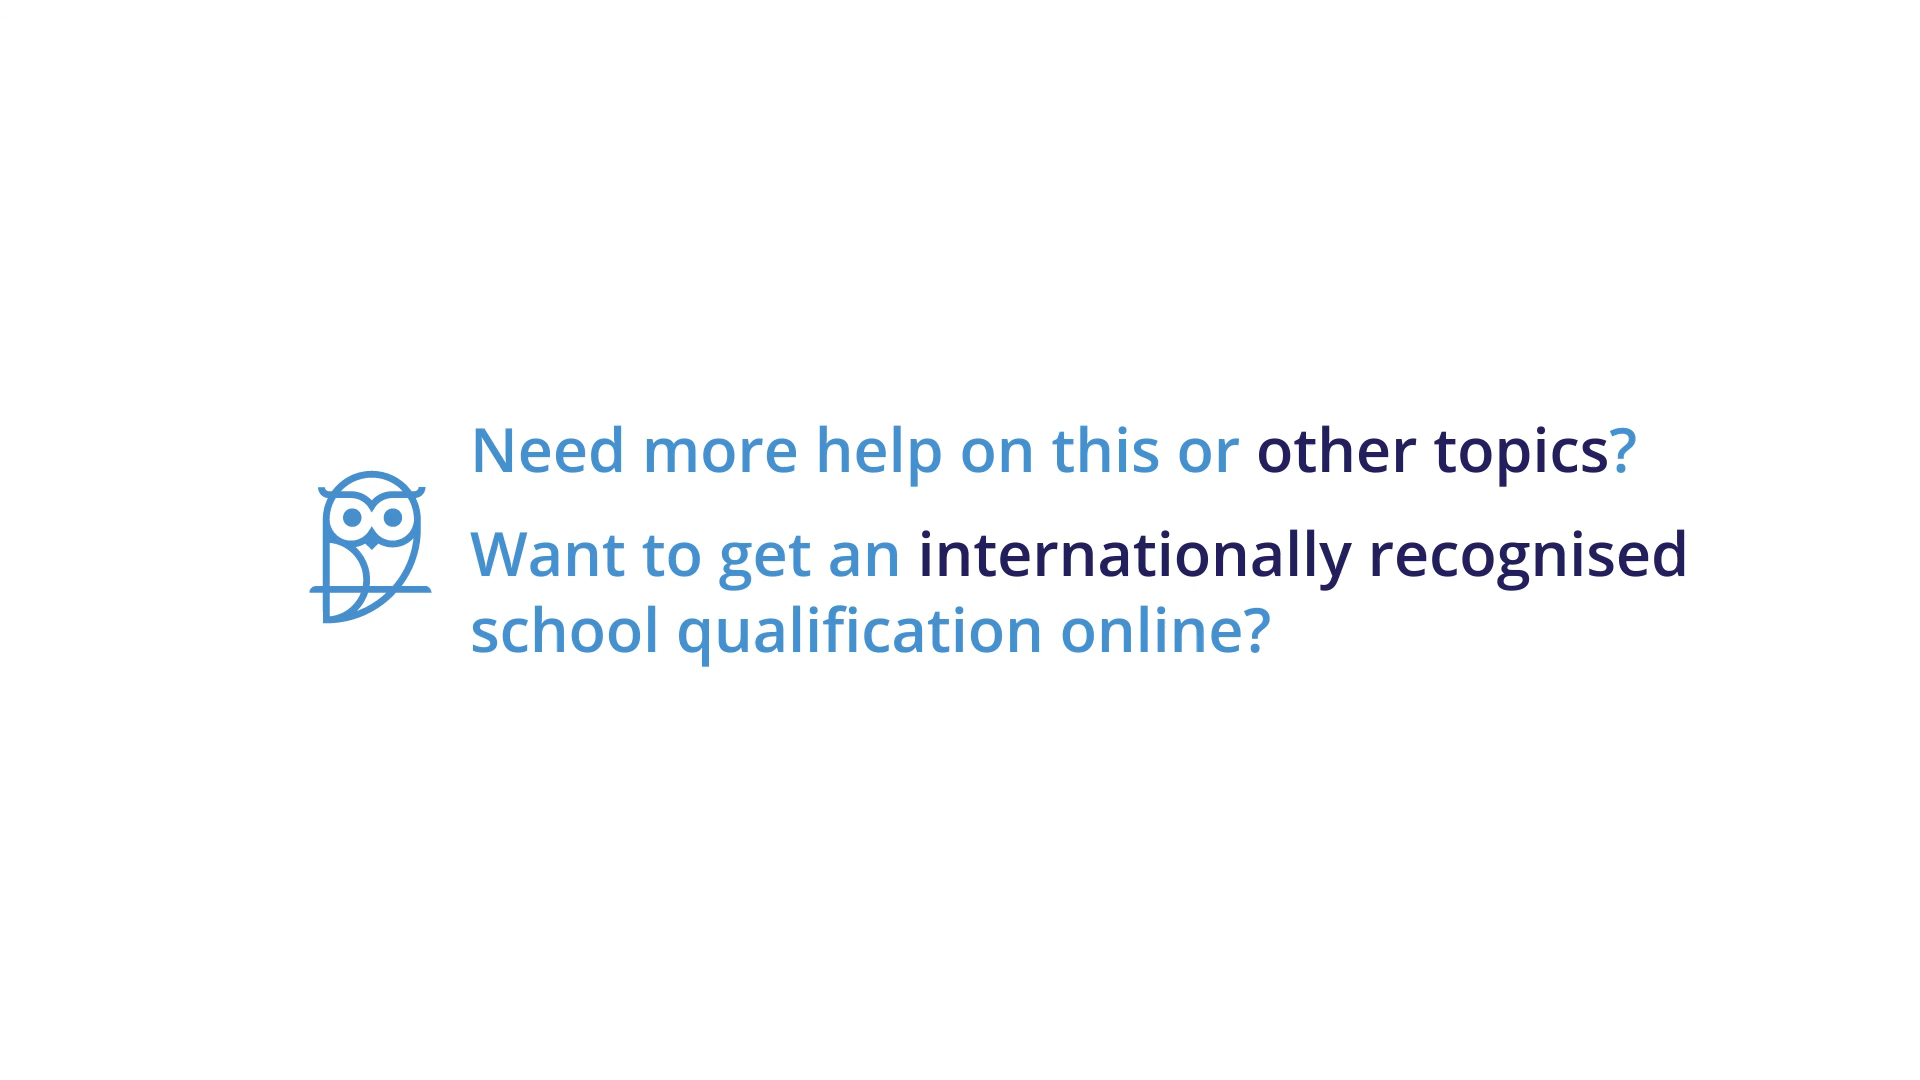 Need more help on this or other topics?
Want to get an internationally recognised
school qualification online?